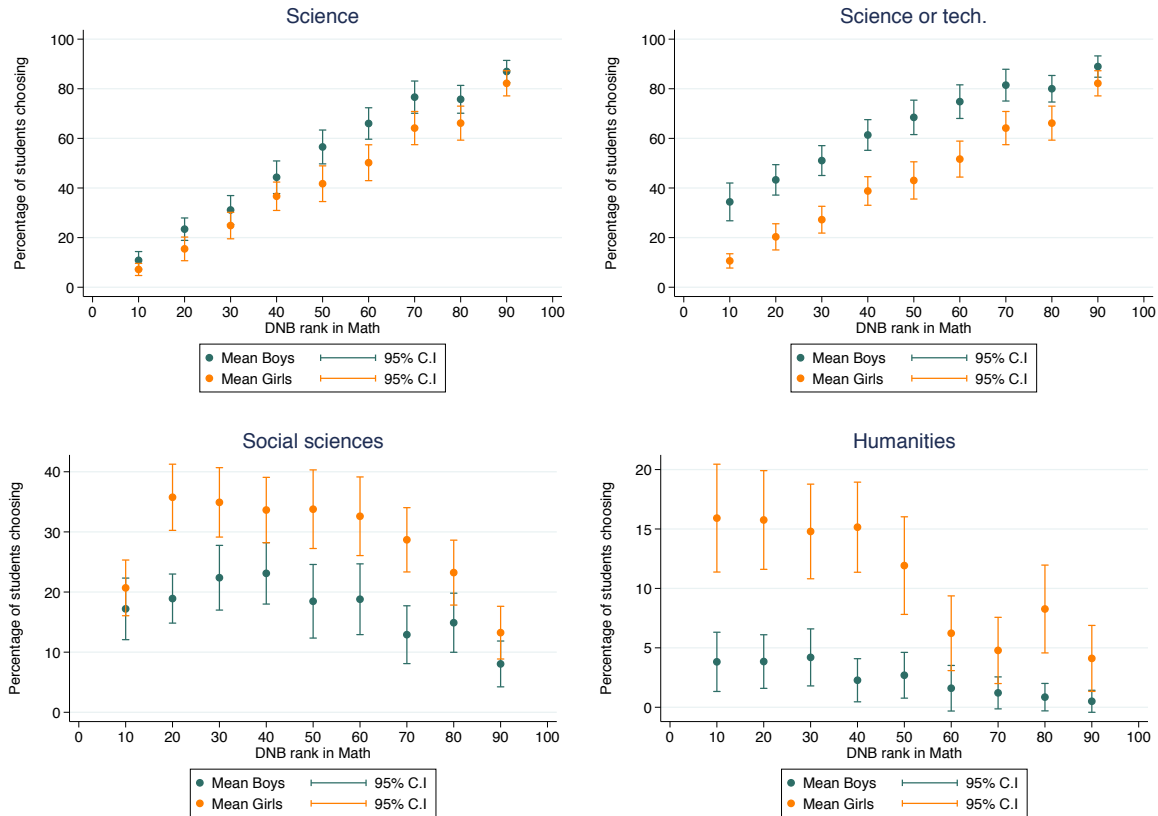 Science
Percentage of students choosing
100
80
60
40
20
0
0 10 20 30 40 50 60 70 80 90 100
DNB rank in Math
Mean Boys 95% C.I
Mean Girls 95% C.I
Science or tech.
Percentage of students choosing
100
80
60
40
20
0
0 10 20 30 40 50 60 70 80 90 100
DNB rank in Math
Mean Boys 95% C.I
Mean Girls 95% C.I
Social sciences
Percentage of students choosing
40
30
20
10
0
0 10 20 30 40 50 60 70 80 90 100
DNB rank in Math
Mean Boys 95% C.I
Mean Girls 95% C.I
Humanities
Percentage of students choosing
20
15
10
5
0
0 10 20 30 40 50 60 70 80 90 100
DNB rank in Math
Mean Boys 95% C.I
Mean Girls 95% C.I